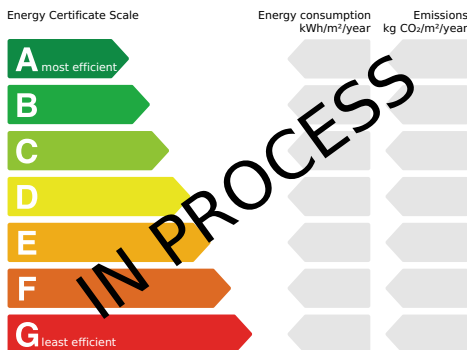 Energy Certificate Scale
Energy consumption
kWh/m²/year
Emissions
kg CO₂/m²/year
A most efficient
B
C
D
E
F
G least efficient
IN PROCESS